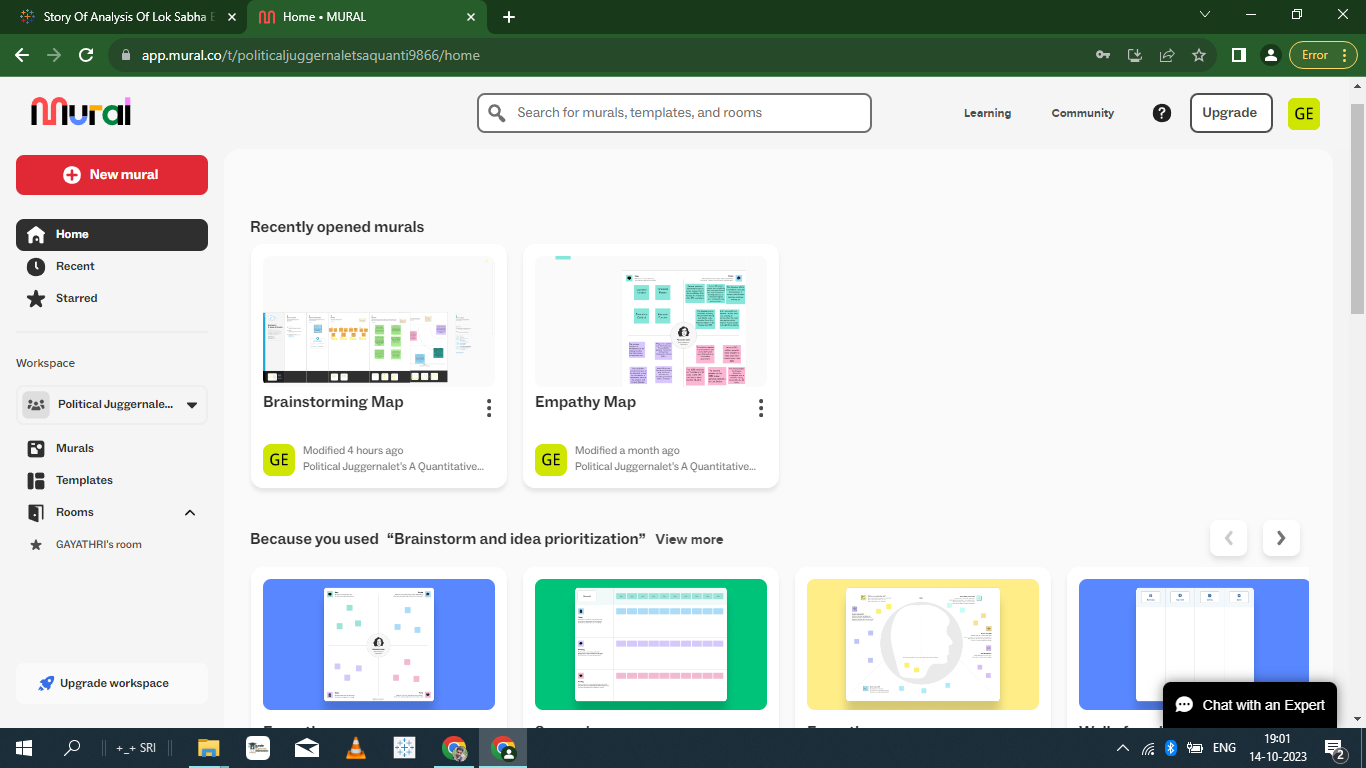 Story Of Analysis Of Lok Sabha E
Home • MURAL
app.mural.co/t/politicaljuggernaletsaquanti9866/home
Error
Mural
Search for murals, templates, and rooms
Learning
Community
?
Upgrade
GE
New mural
Home
Recent
Starred
Workspace
Political Juggernale...
Murals
Templates
Rooms
GAYATHRI's room
Upgrade workspace
Recently opened murals
Brainstorming Map
GE
Modified 4 hours ago
Political Juggernalet's A Quantitative...
Empathy Map
GE
Modified a month ago
Political Juggernalet's A Quantitative...
Because you used "Brainstorm and idea prioritization" View more
Chat with an Expert
+_+ SRI
ENG
19:01
14-10-2023
2